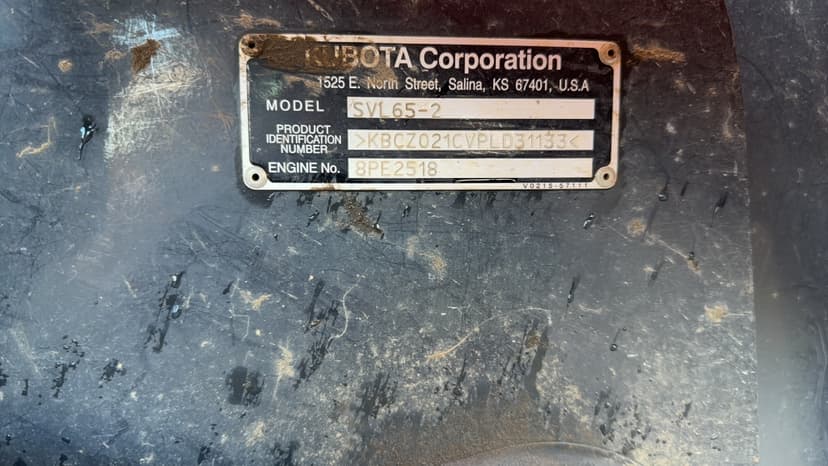 KUBOTA Corporation
1525 E. North Street, Salina, KS 67401, U.S.A
MODEL SVL65-2
PRODUCT IDENTIFICATION NUMBER >KBCZ021CVPLD31133<
ENGINE No. 8PE2518
V0215-57111